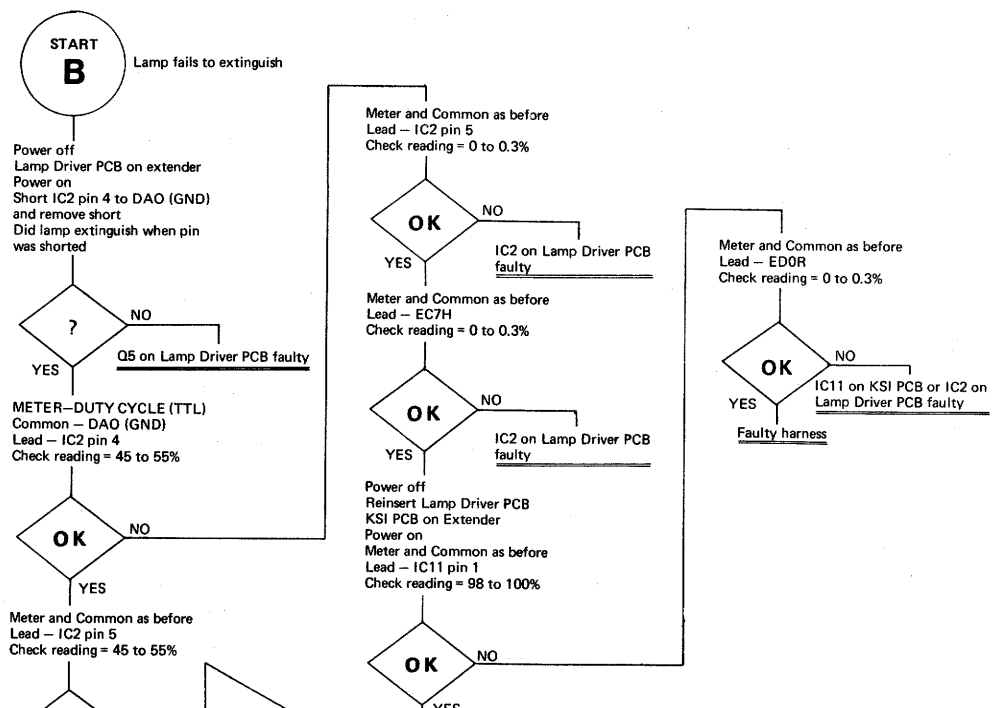 START
B
Lamp fails to extinguish
Power off
Lamp Driver PCB on extender
Power on
Short IC2 pin 4 to DAO (GND)
and remove short
Did lamp extinguish when pin
was shorted
?
NO
YES
Q5 on Lamp Driver PCB faulty
METER—DUTY CYCLE (TTL)
Common — DAO (GND)
Lead — IC2 pin 4
Check reading = 45 to 55%
OK
NO
YES
Meter and Common as before
Lead — IC2 pin 5
Check reading = 45 to 55%
Meter and Common as before
Lead — IC2 pin 5
Check reading = 0 to 0.3%
OK
NO
YES
IC2 on Lamp Driver PCB
faulty
Meter and Common as before
Lead — EC7H
Check reading = 0 to 0.3%
OK
NO
YES
IC2 on Lamp Driver PCB
faulty
Power off
Reinsert Lamp Driver PCB
KSI PCB on Extender
Power on
Meter and Common as before
Lead — IC11 pin 1
Check reading = 98 to 100%
OK
NO
YES
Meter and Common as before
Lead — ED0R
Check reading = 0 to 0.3%
OK
NO
YES
IC11 on KSI PCB or IC2 on
Lamp Driver PCB faulty
Faulty harness